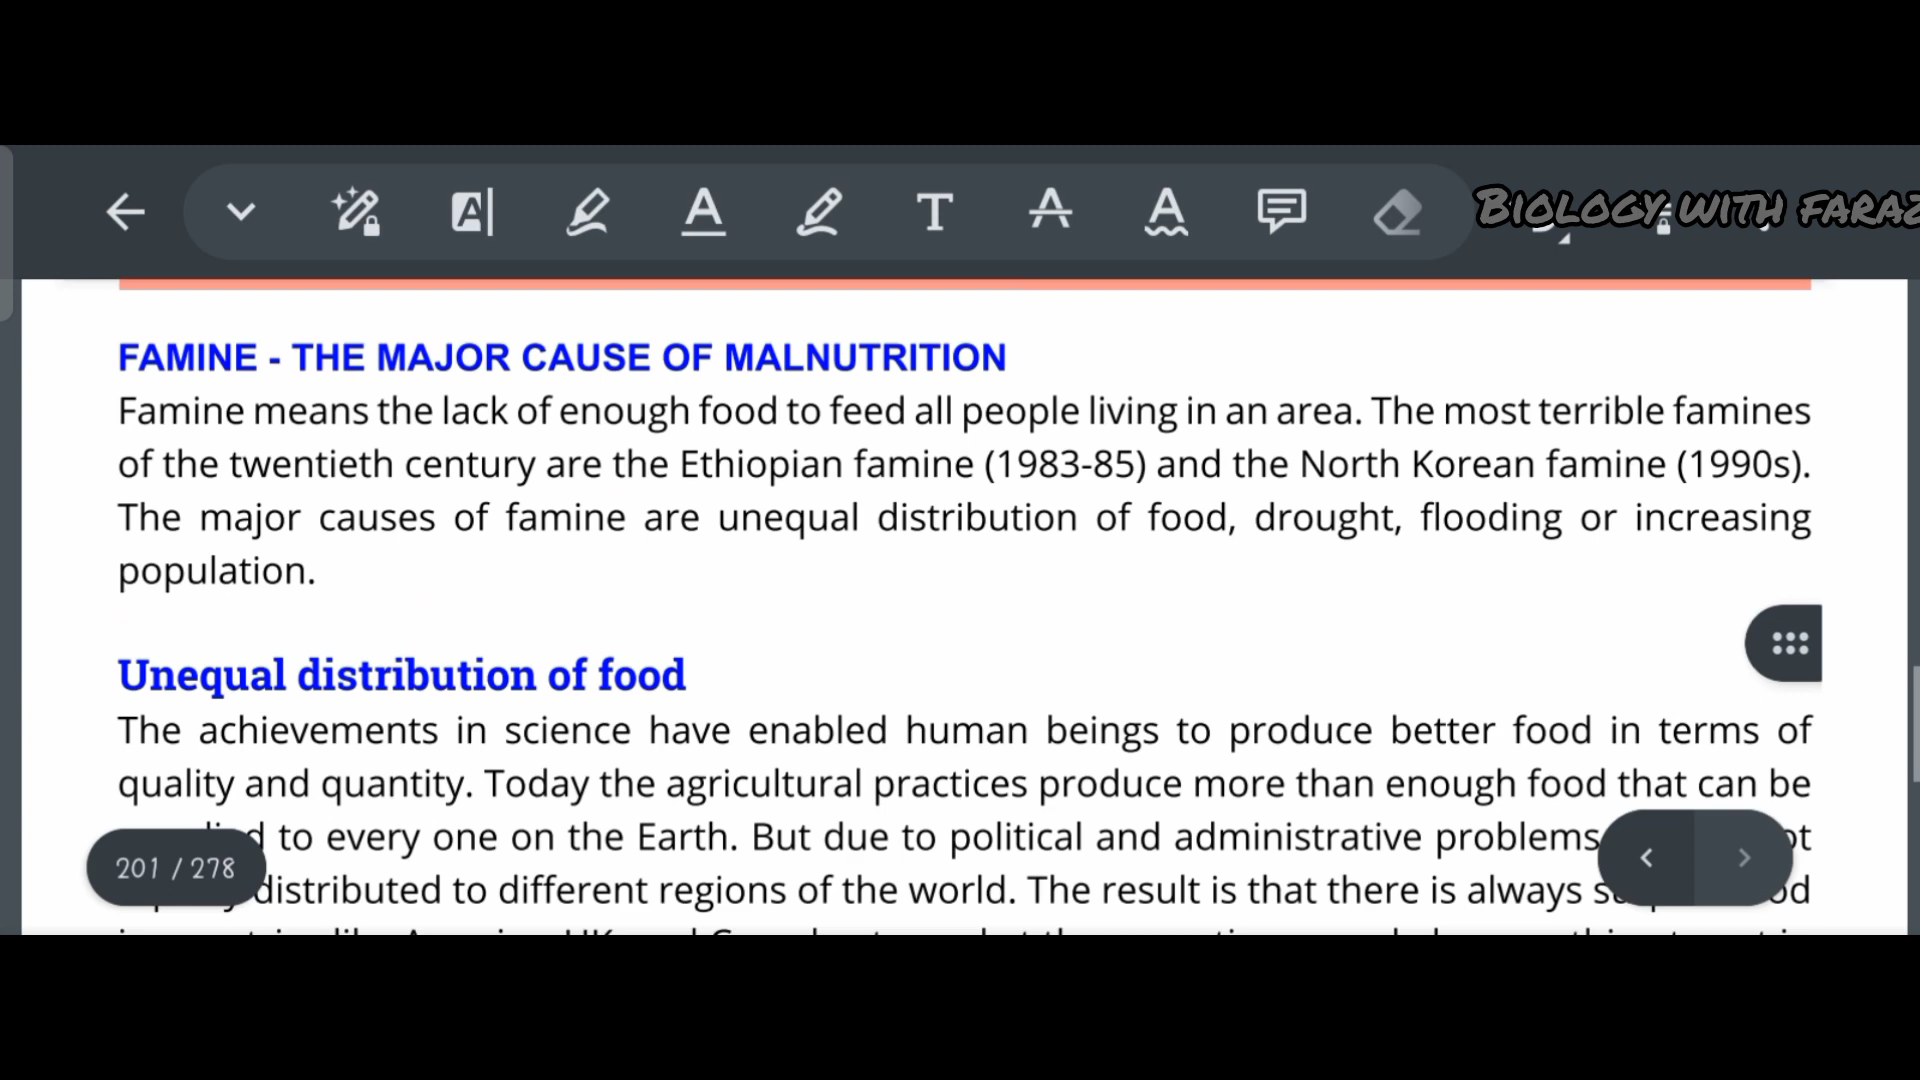 BIOLOGY WITH FARAZ
FAMINE - THE MAJOR CAUSE OF MALNUTRITION
Famine means the lack of enough food to feed all people living in an area. The most terrible famines
of the twentieth century are the Ethiopian famine (1983-85) and the North Korean famine (1990s).
The major causes of famine are unequal distribution of food, drought, flooding or increasing
population.
Unequal distribution of food
The achievements in science have enabled human beings to produce better food in terms of
quality and quantity. Today the agricultural practices produce more than enough food that can be
to every one on the Earth. But due to political and administrative problems
distributed to different regions of the world. The result is that there is always
201 / 278